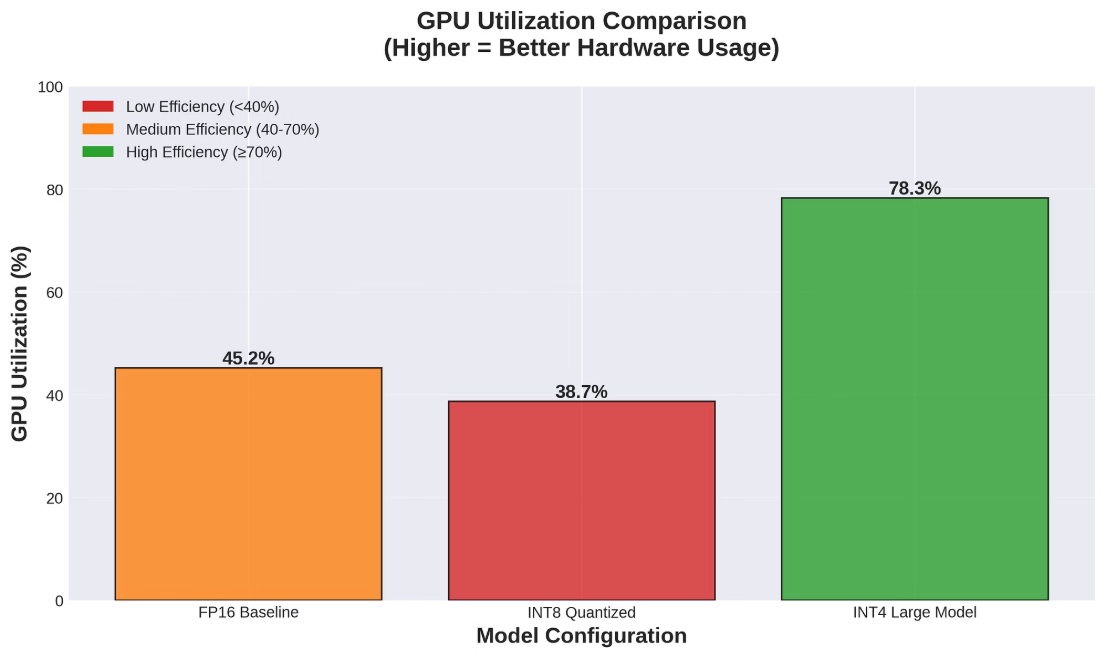 GPU Utilization Comparison
(Higher = Better Hardware Usage)
100
80
60
40
20
0
GPU Utilization (%)
Low Efficiency (<40%)
Medium Efficiency (40-70%)
High Efficiency (≥70%)
45.2%
38.7%
78.3%
FP16 Baseline
INT8 Quantized
INT4 Large Model
Model Configuration